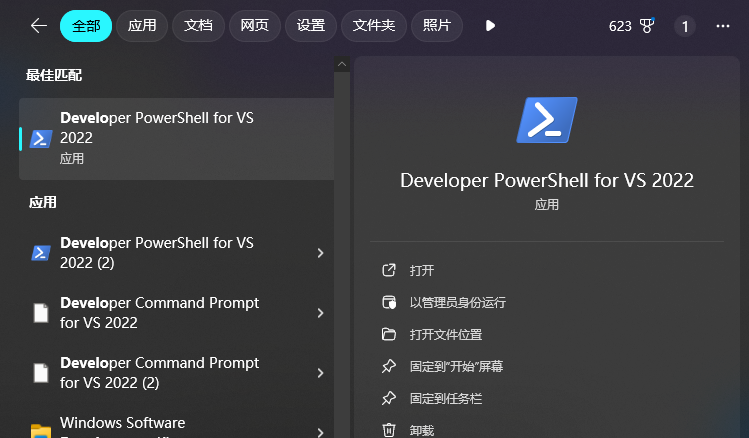 全部 应用 文档 网页 设置 文件夹 照片 623 1
最佳匹配
Developer PowerShell for VS
2022
应用
应用
Developer PowerShell for VS
2022 (2)
Developer Command Prompt
for VS 2022
Developer Command Prompt
for VS 2022 (2)
Windows Software
Developer PowerShell for VS 2022
应用
打开
以管理员身份运行
打开文件位置
固定到"开始"屏幕
固定到任务栏
卸载